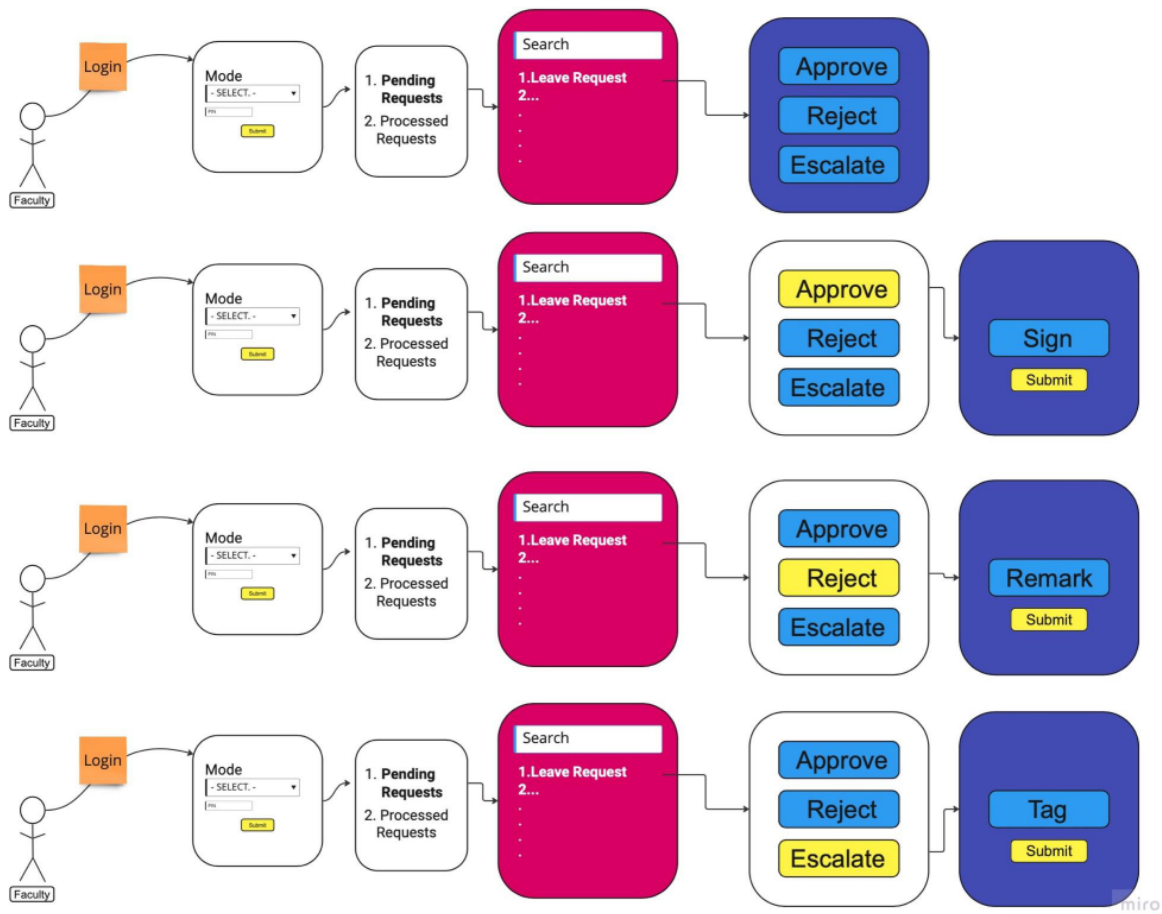 Login
Faculty
Mode
- SELECT. -
PIN
Submit
1. Pending
Requests
2. Processed
Requests
Search
1.Leave Request
2...
.
.
.
.
Approve
Reject
Escalate
Login
Faculty
Mode
- SELECT. -
PIN
Submit
1. Pending
Requests
2. Processed
Requests
Search
1.Leave Request
2...
.
.
.
.
Approve
Reject
Escalate
Sign
Submit
Login
Faculty
Mode
- SELECT. -
PIN
Submit
1. Pending
Requests
2. Processed
Requests
Search
1.Leave Request
2...
.
.
.
.
Approve
Reject
Escalate
Remark
Submit
Login
Faculty
Mode
- SELECT. -
PIN
Submit
1. Pending
Requests
2. Processed
Requests
Search
1.Leave Request
2...
.
.
.
.
Approve
Reject
Escalate
Tag
Submit
miro